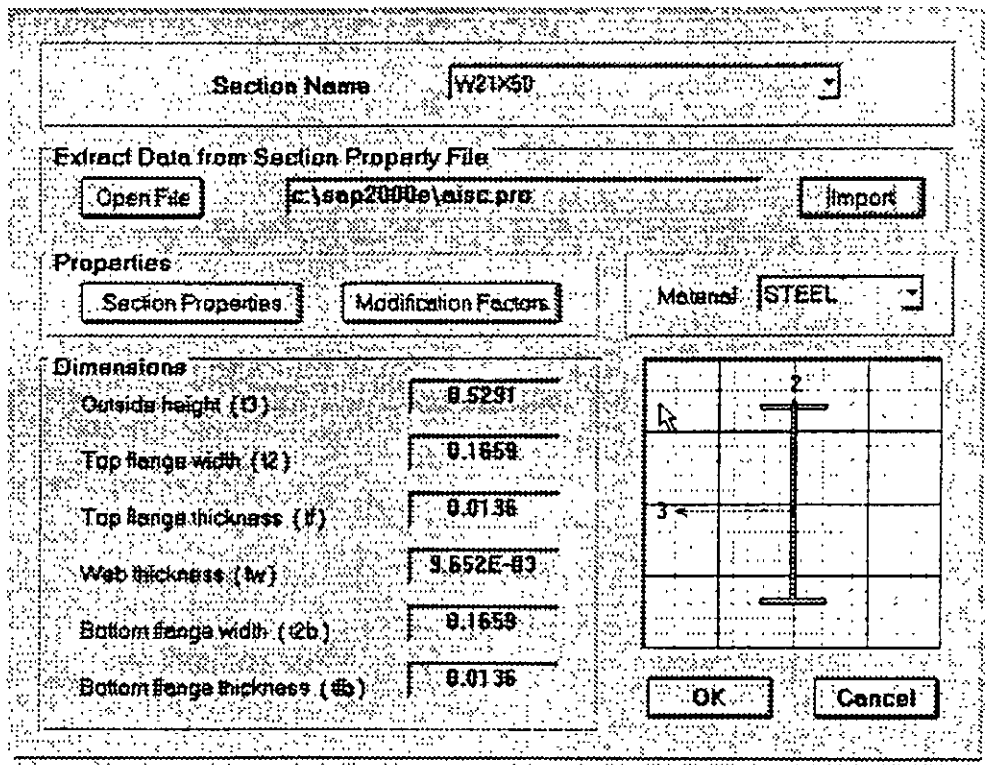 Section Name W21X50
Extract Data from Section Property File
Open File c:\sap2000e\aisc.pro Import
Properties
Section Properties Modification Factors Material STEEL
Dimensions
Outside height (t3) 0.5291
Top flange width (t2) 0.1659
Top flange thickness (tf) 0.0136
Web thickness (tw) 9.652E-03
Bottom flange width (t2b) 0.1659
Bottom flange thickness (tfb) 0.0136
2
3
OK Cancel